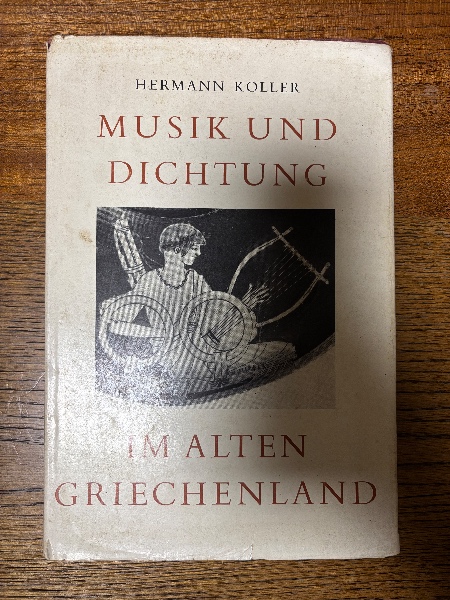 HERMANN KOLLER
MUSIK UND
DICHTUNG
IM ALTEN
GRIECHENLAND